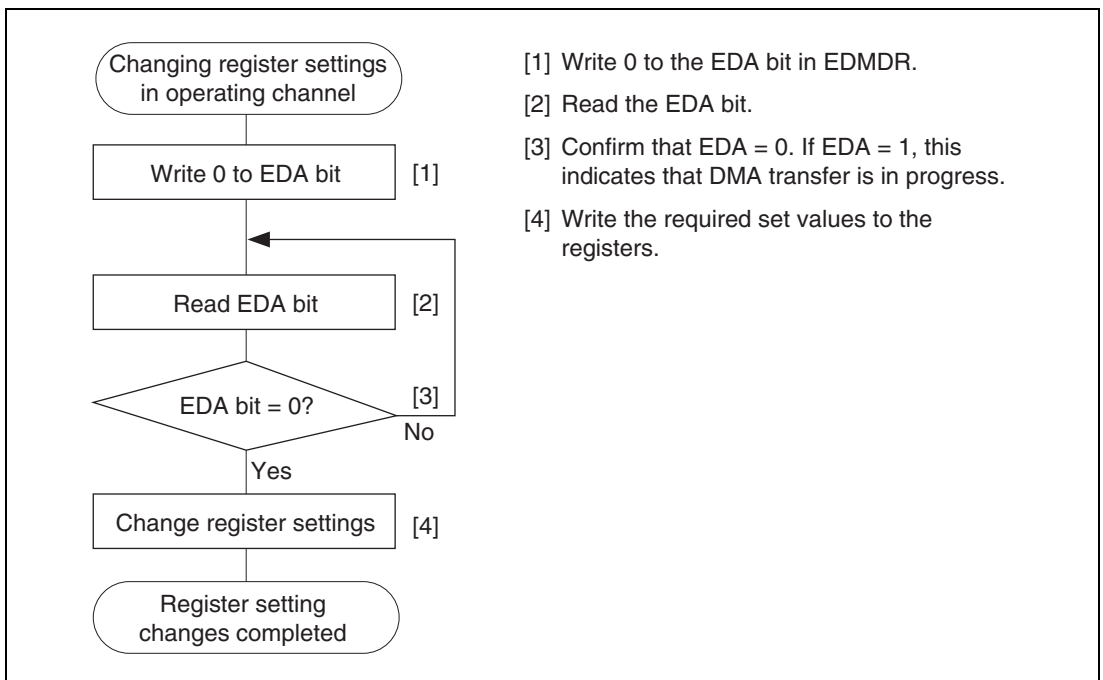 Changing register settings
in operating channel
Write 0 to EDA bit
[1]
Read EDA bit
[2]
EDA bit = 0?
[3]
No
Yes
Change register settings
[4]
Register setting
changes completed
[1] Write 0 to the EDA bit in EDMDR.
[2] Read the EDA bit.
[3] Confirm that EDA = 0. If EDA = 1, this
indicates that DMA transfer is in progress.
[4] Write the required set values to the
registers.